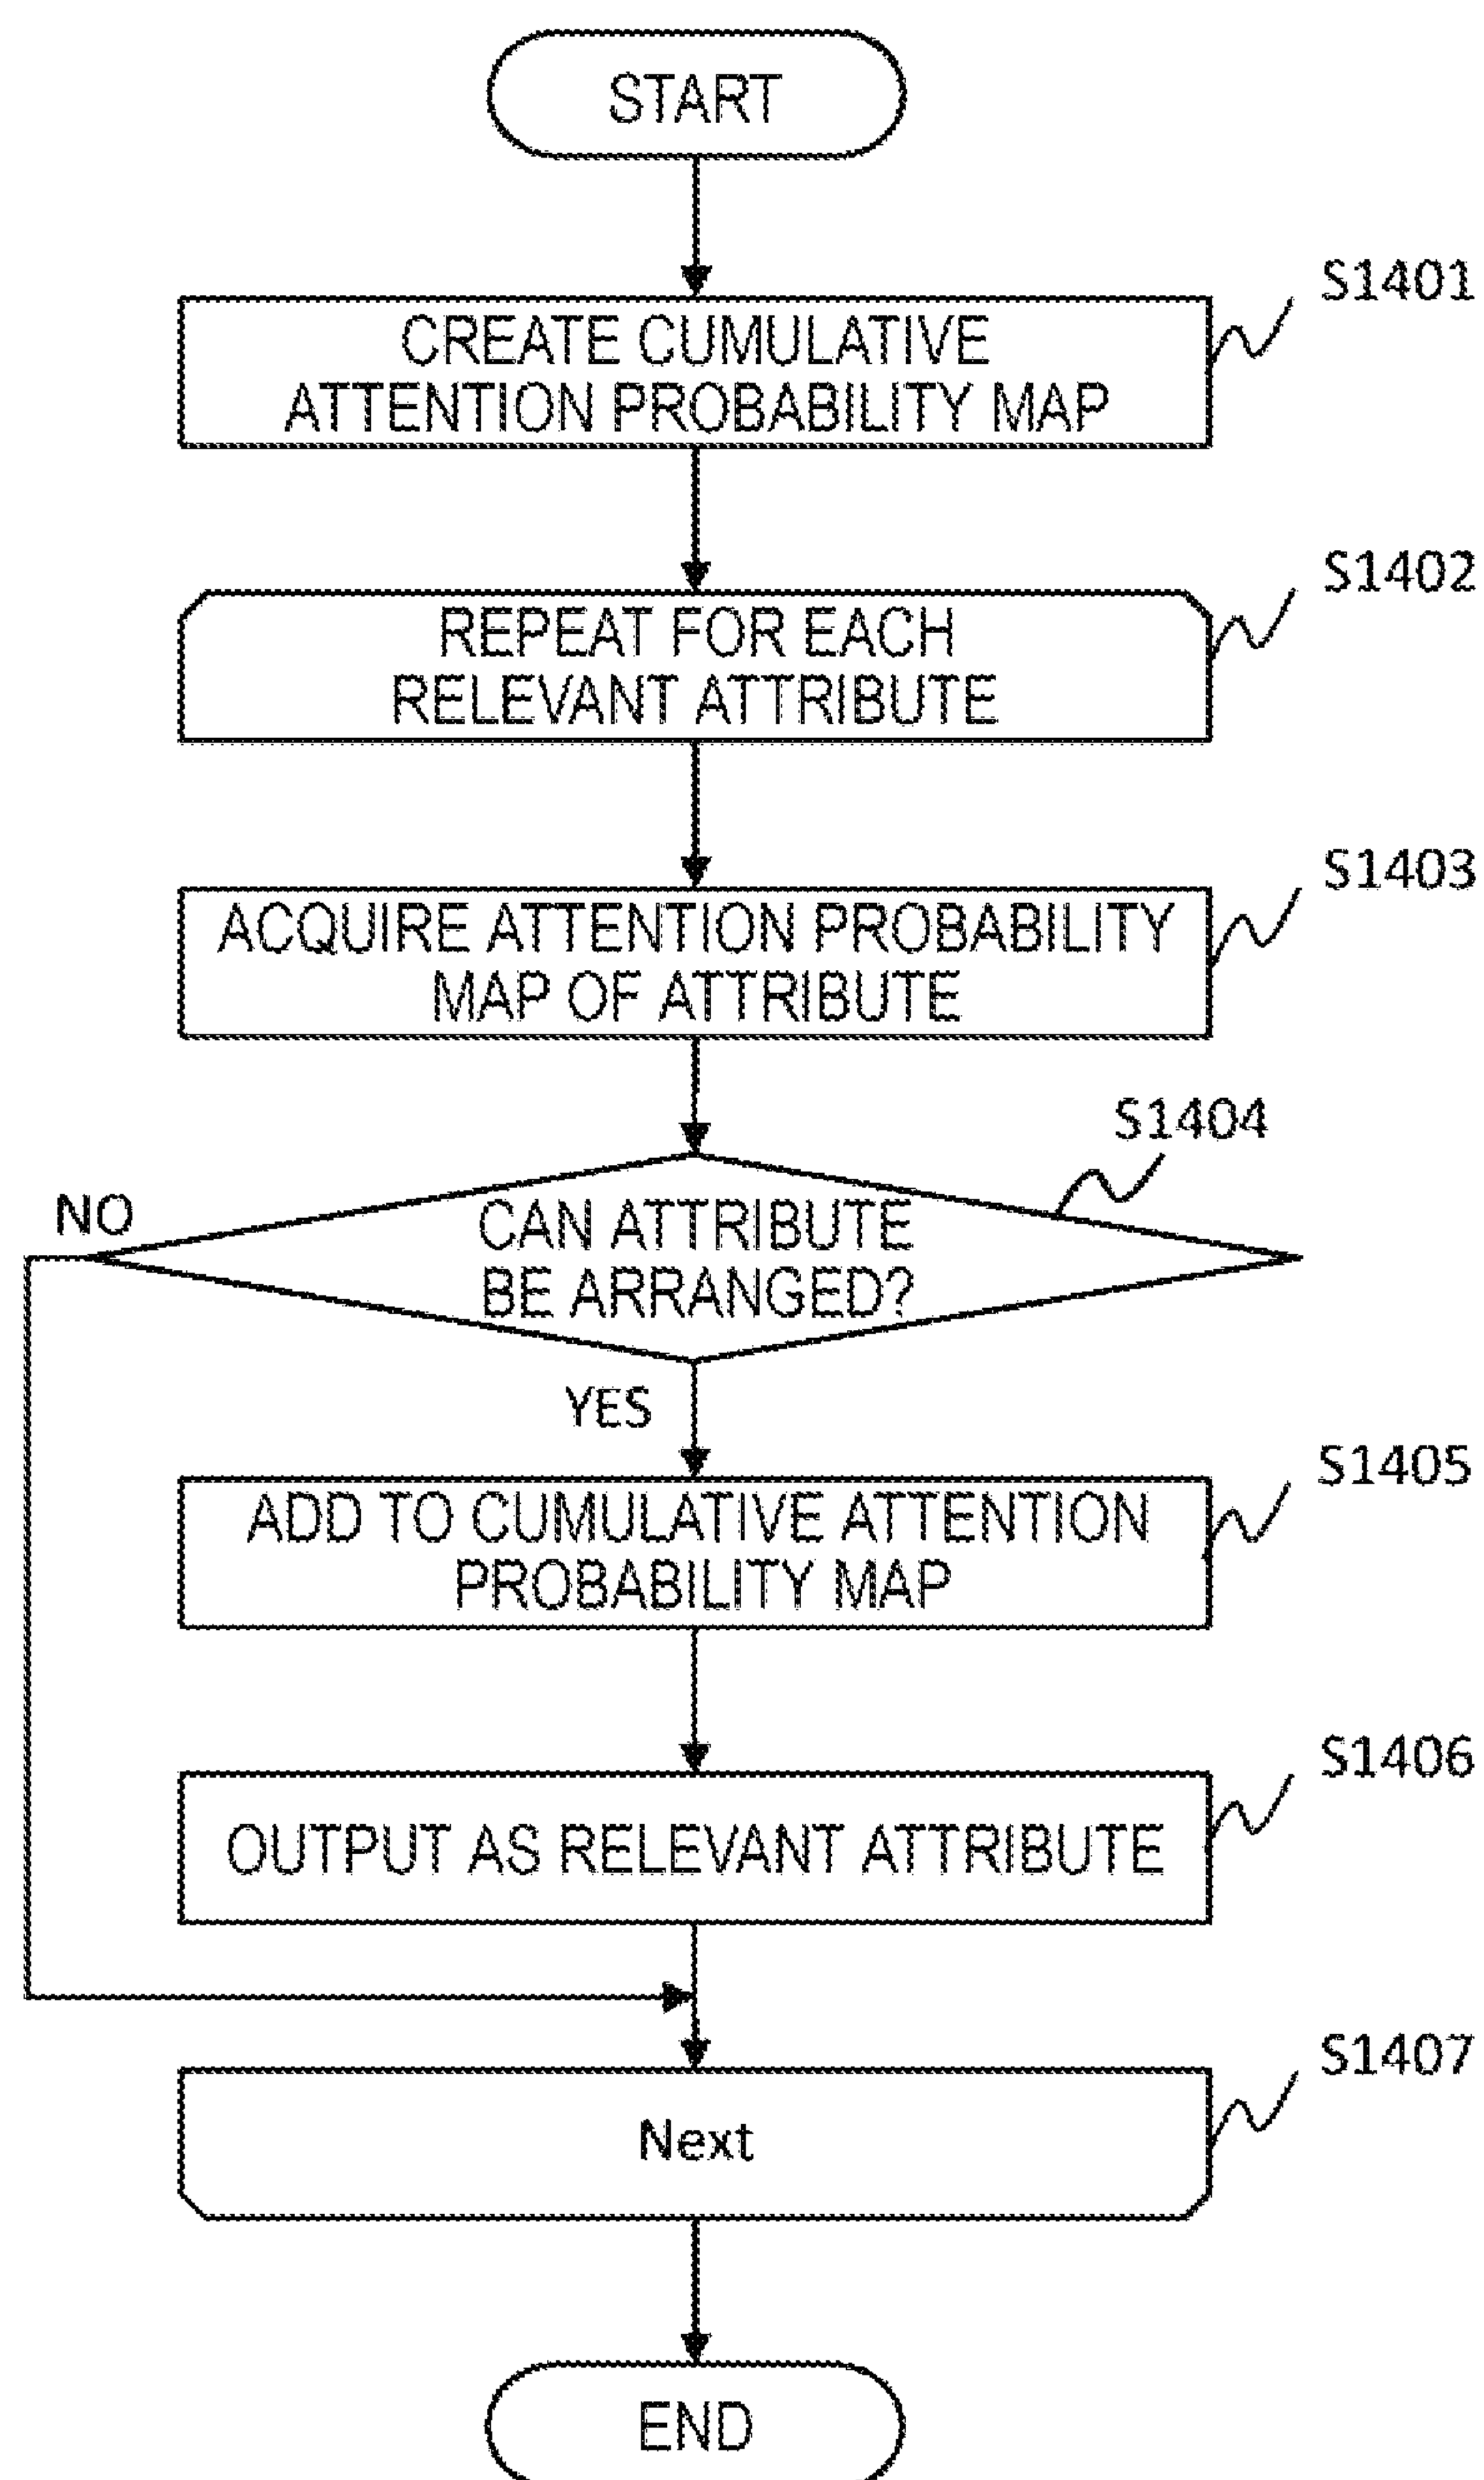 START
S1401
CREATE CUMULATIVE
ATTENTION PROBABILITY MAP
S1402
REPEAT FOR EACH
RELEVANT ATTRIBUTE
S1403
ACQUIRE ATTENTION PROBABILITY
MAP OF ATTRIBUTE
S1404
NO
CAN ATTRIBUTE
BE ARRANGED?
YES
S1405
ADD TO CUMULATIVE ATTENTION
PROBABILITY MAP
S1406
OUTPUT AS RELEVANT ATTRIBUTE
S1407
Next
END